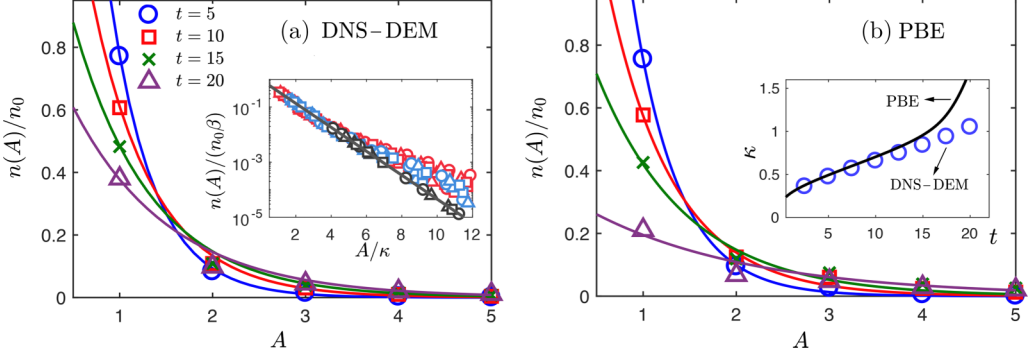 t = 5
t = 10
t = 15
t = 20
(a) DNS–DEM
n(A)/n₀
1
0.8
0.6
0.4
0.2
0
1 2 3 4 5
A
n(A)/(n₀β)
10⁻¹
10⁻³
10⁻⁵
2 4 6 8 10 12
A/κ
(b) PBE
n(A)/n₀
1
0.8
0.6
0.4
0.2
0
1 2 3 4 5
A
κ
1.5
1
0.5
0
5 10 15 20 t
PBE
DNS–DEM